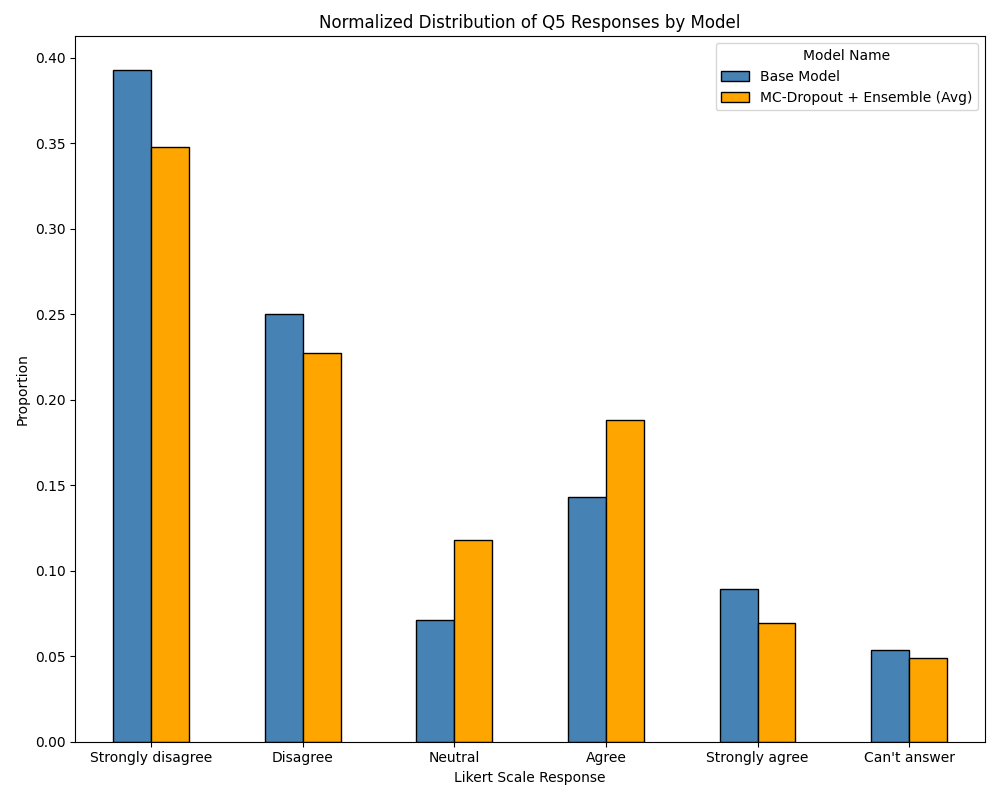 Normalized Distribution of Q5 Responses by Model
Model Name
Base Model
MC-Dropout + Ensemble (Avg)
Proportion
0.40
0.35
0.30
0.25
0.20
0.15
0.10
0.05
0.00
Strongly disagree
Disagree
Neutral
Agree
Strongly agree
Can't answer
Likert Scale Response